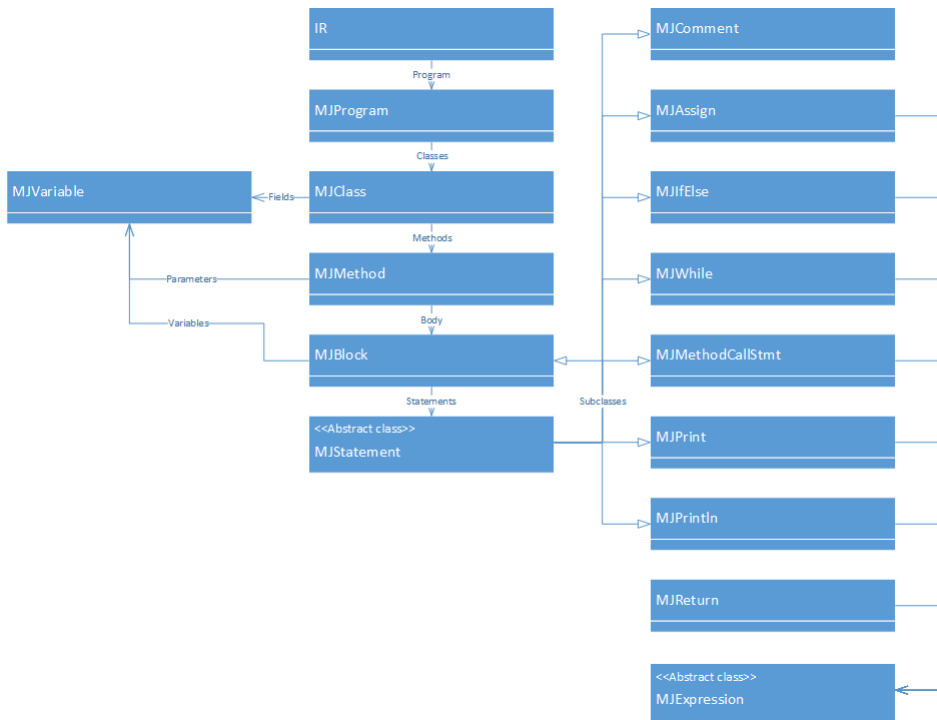 IR
Program
MJProgram
Classes
MJClass
Fields
MJVariable
Methods
MJMethod
Parameters
Body
Variables
MJBlock
Statements
<<Abstract class>>
MJStatement
Subclasses
MJComment
MJAssign
MJIfElse
MJWhile
MJMethodCallStmt
MJPrint
MJPrintln
MJReturn
<<Abstract class>>
MJExpression